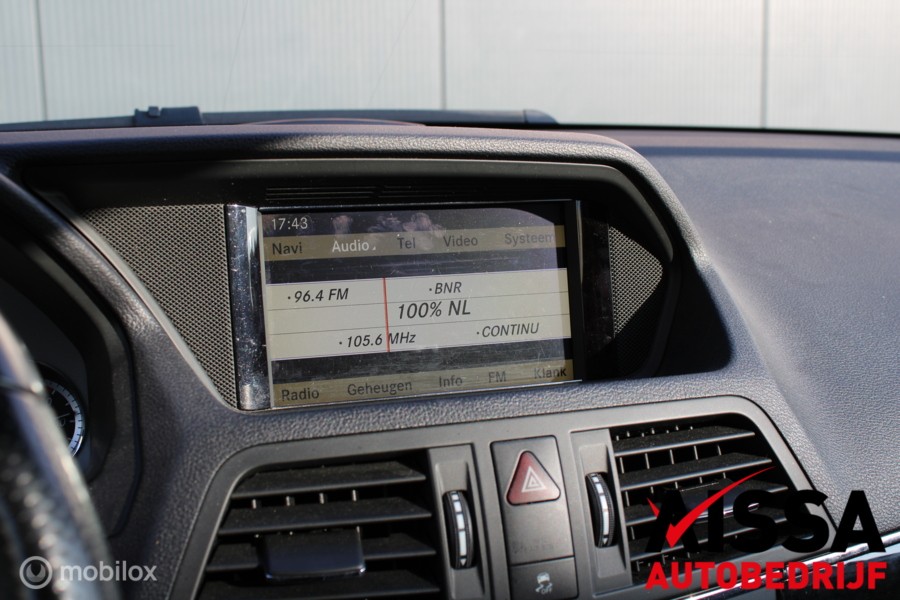 17:43
Navi Audio Tel Video Systeem
·96.4 FM ·BNR
100% NL
·105.6 MHz ·CONTINU
Radio Geheugen Info FM Klank
mobilox
AISSA
AUTOBEDRIJF